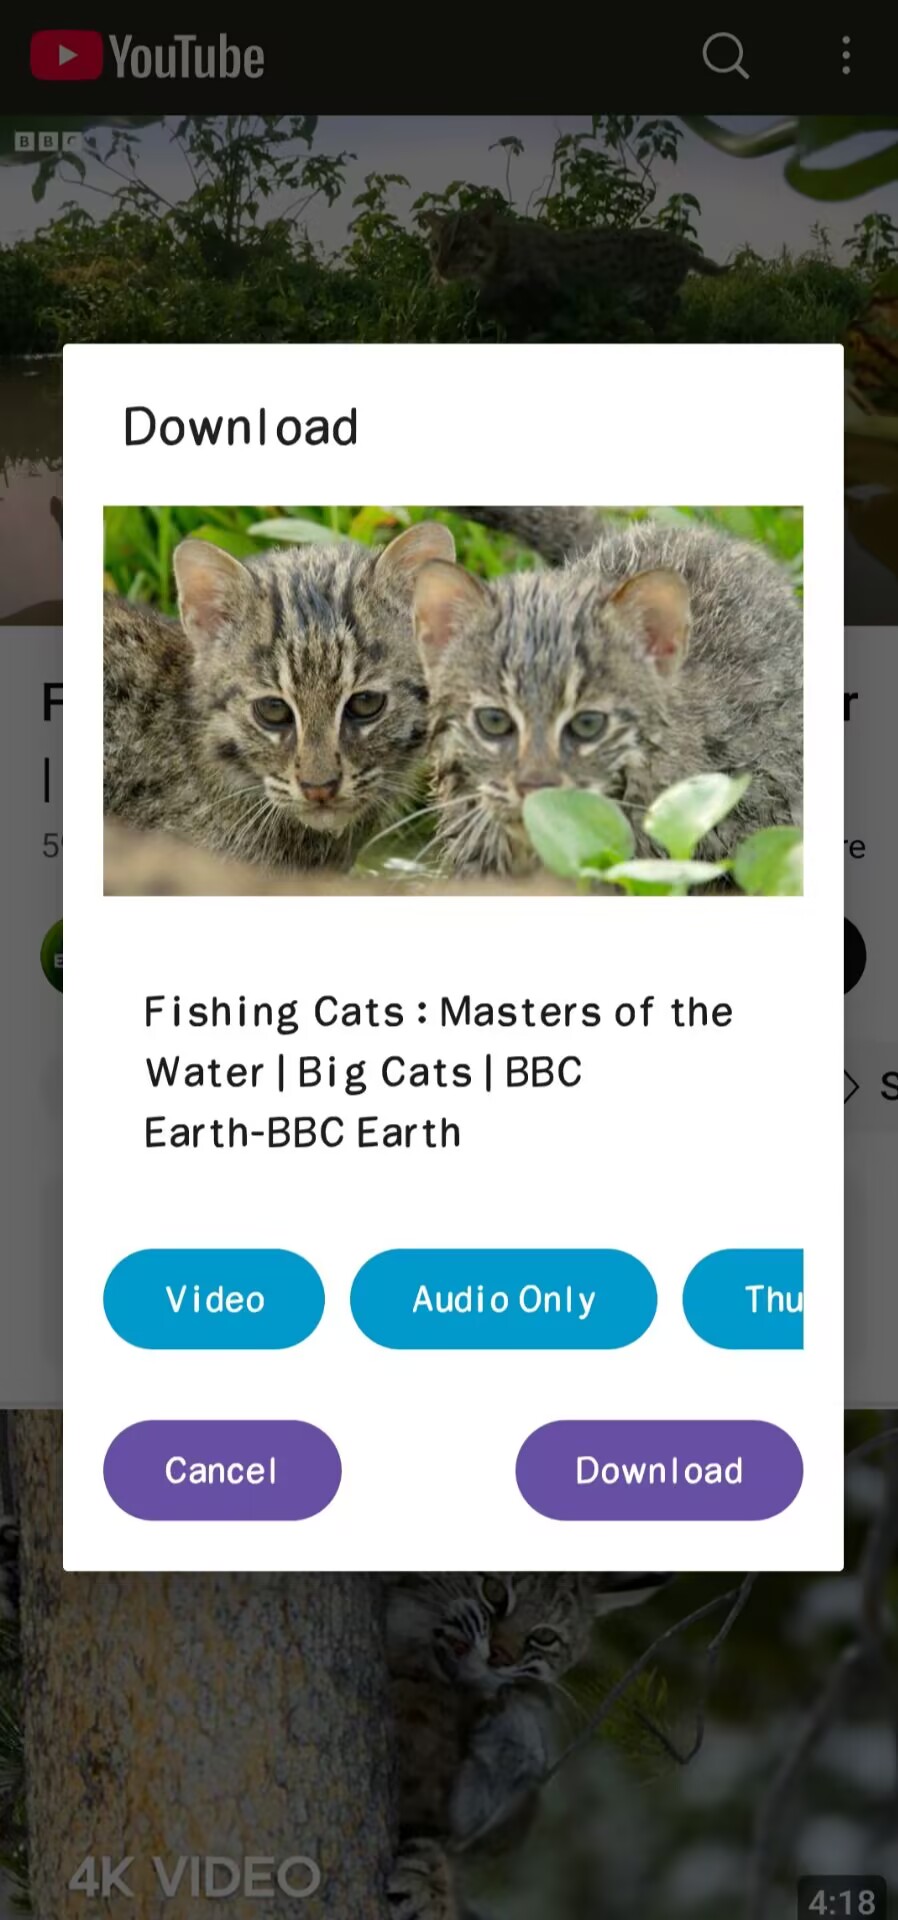 YouTube
BBC
Download
Fishing Cats : Masters of the
Water | Big Cats | BBC
Earth-BBC Earth
Video
Audio Only
Cancel
Download
4K VIDEO
4:18